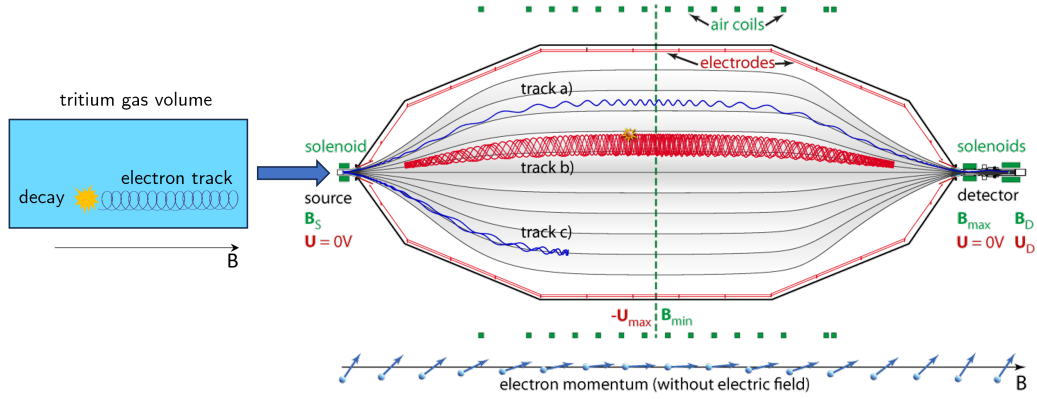 air coils
electrodes
tritium gas volume
track a)
solenoid
solenoids
decay
electron track
track b)
source
detector
B_S
B_max B_D
U = 0V
U = 0V U_D
track c)
B
-U_max B_min
electron momentum (without electric field)
B